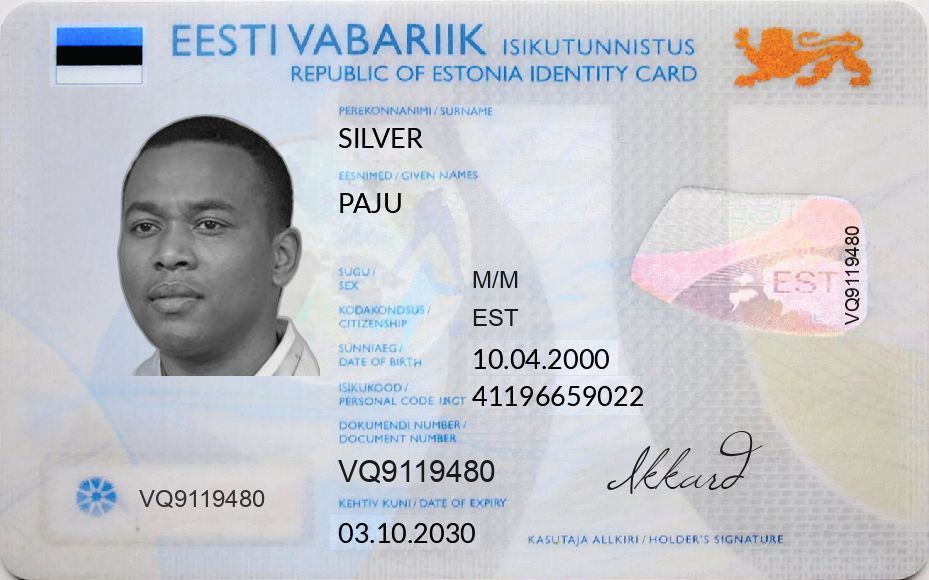 EESTI VABARIIK ISIKUTUNNISTUS
REPUBLIC OF ESTONIA IDENTITY CARD
PEREKONNANIMI / SURNAME
SILVER
EESNIMED / GIVEN NAMES
PAJU
SUGU /
SEX
M/M
KODAKONDSUS /
CITIZENSHIP
EST
SÜNNIAEG /
DATE OF BIRTH
10.04.2000
ISIKUKOOD /
PERSONAL CODE
41196659022
DOKUMENDI NUMBER /
DOCUMENT NUMBER
VQ9119480
KEHTIV KUNI / DATE OF EXPIRY
03.10.2030
VQ9119480
EST
VQ9119480
KASUTAJA ALLKIRI / HOLDER'S SIGNATURE